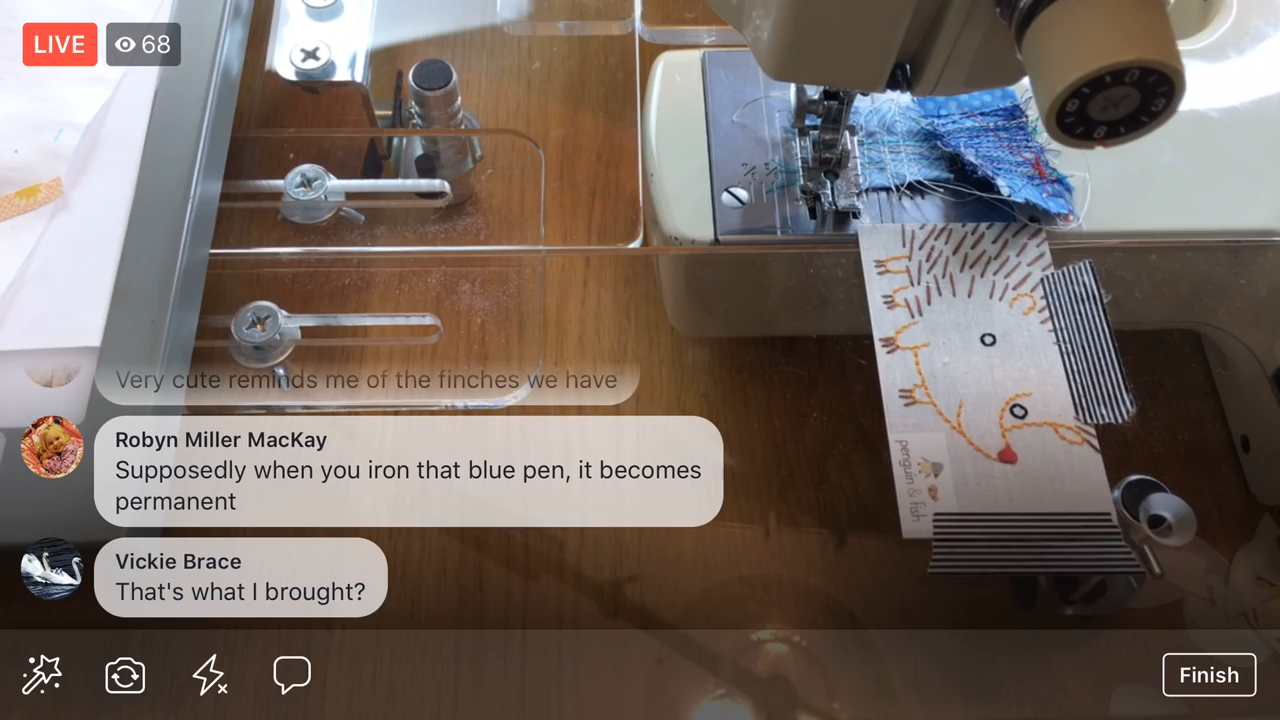 LIVE
68
Very cute reminds me of the finches we have
Robyn Miller MacKay
Supposedly when you iron that blue pen, it becomes
permanent
Vickie Brace
That's what I brought?
penguin & fish
Finish